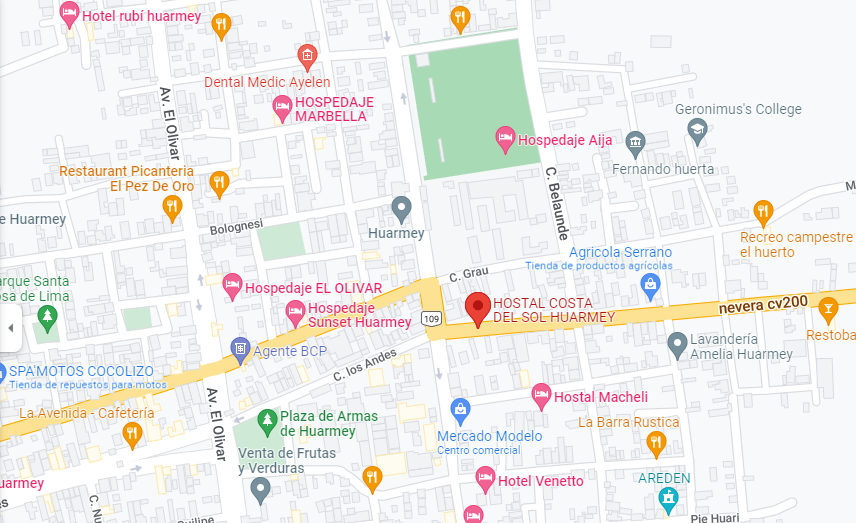 Hotel rubí huarmey
Dental Medic Ayelen
HOSPEDAJE
MARBELLA
Av. El Olivar
Geronimus's College
Hospedaje Aija
Fernando huerta
Restaurant Picanteria
El Pez De Oro
C. Belaunde
e Huarmey
Bolognesi
Huarmey
Recreo campestre
el huerto
Agricola Serrano
Tienda de productos agrícolas
C. Grau
arque Santa
osa de Lima
Hospedaje EL OLIVAR
Hospedaje
Sunset Huarmey
HOSTAL COSTA
DEL SOL HUARMEY
109
nevera cv200
Restoba
Agente BCP
Lavandería
Amelia Huarmey
SPA MOTOS COCOLIZO
Tienda de repuestos para motos
C. los Andes
Av. El Olivar
Hostal Macheli
La Avenida - Cafetería
Plaza de Armas
de Huarmey
Mercado Modelo
Centro comercial
La Barra Rustica
Venta de Frutas
y Verduras
Hotel Venetto
AREDEN
uarmey
C. Nu
Pje Huari